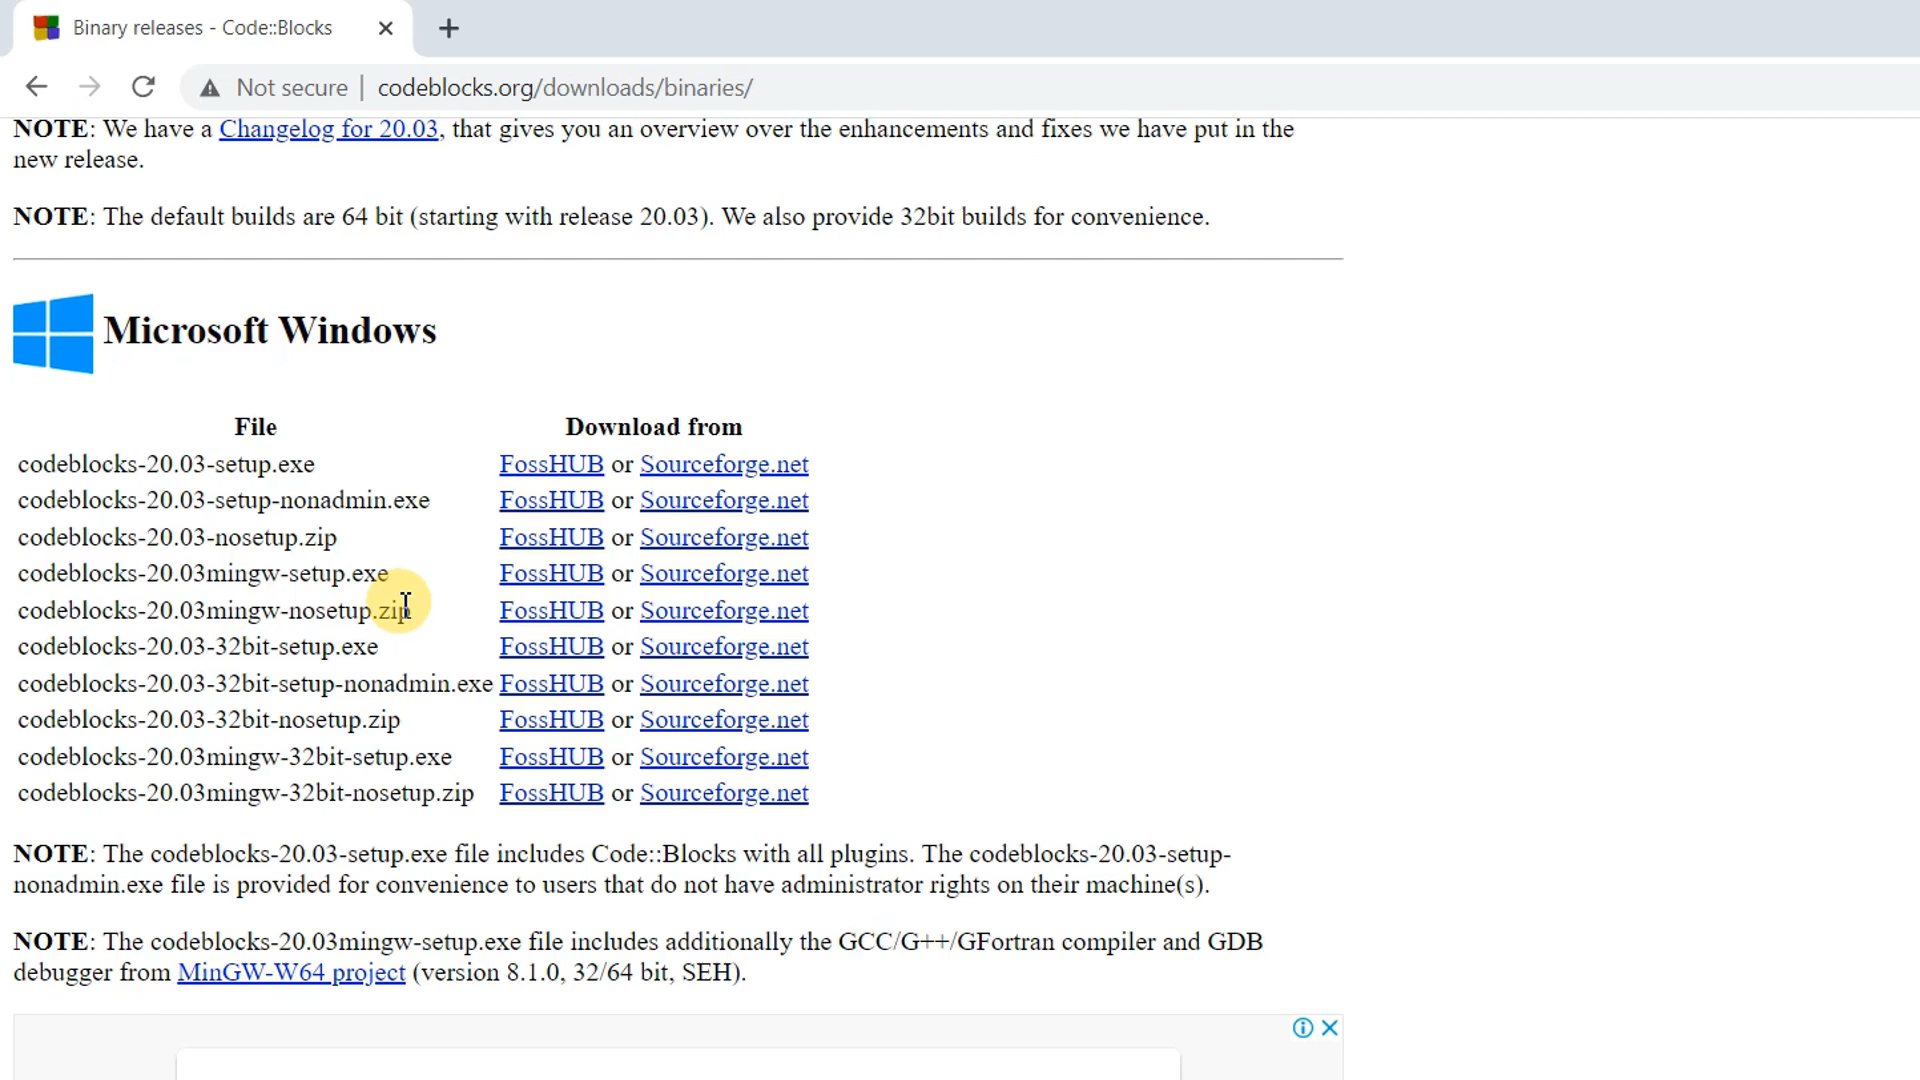 Binary releases - Code::Blocks
Not secure | codeblocks.org/downloads/binaries/
NOTE: We have a Changelog for 20.03, that gives you an overview over the enhancements and fixes we have put in the
new release.
NOTE: The default builds are 64 bit (starting with release 20.03). We also provide 32bit builds for convenience.
Microsoft Windows
File Download from
codeblocks-20.03-setup.exe FossHUB or Sourceforge.net
codeblocks-20.03-setup-nonadmin.exe FossHUB or Sourceforge.net
codeblocks-20.03-nosetup.zip FossHUB or Sourceforge.net
codeblocks-20.03mingw-setup.exe FossHUB or Sourceforge.net
codeblocks-20.03mingw-nosetup.zip FossHUB or Sourceforge.net
codeblocks-20.03-32bit-setup.exe FossHUB or Sourceforge.net
codeblocks-20.03-32bit-setup-nonadmin.exe FossHUB or Sourceforge.net
codeblocks-20.03-32bit-nosetup.zip FossHUB or Sourceforge.net
codeblocks-20.03mingw-32bit-setup.exe FossHUB or Sourceforge.net
codeblocks-20.03mingw-32bit-nosetup.zip FossHUB or Sourceforge.net
NOTE: The codeblocks-20.03-setup.exe file includes Code::Blocks with all plugins. The codeblocks-20.03-setup-
nonadmin.exe file is provided for convenience to users that do not have administrator rights on their machine(s).
NOTE: The codeblocks-20.03mingw-setup.exe file includes additionally the GCC/G++/GFortran compiler and GDB
debugger from MinGW-W64 project (version 8.1.0, 32/64 bit, SEH).